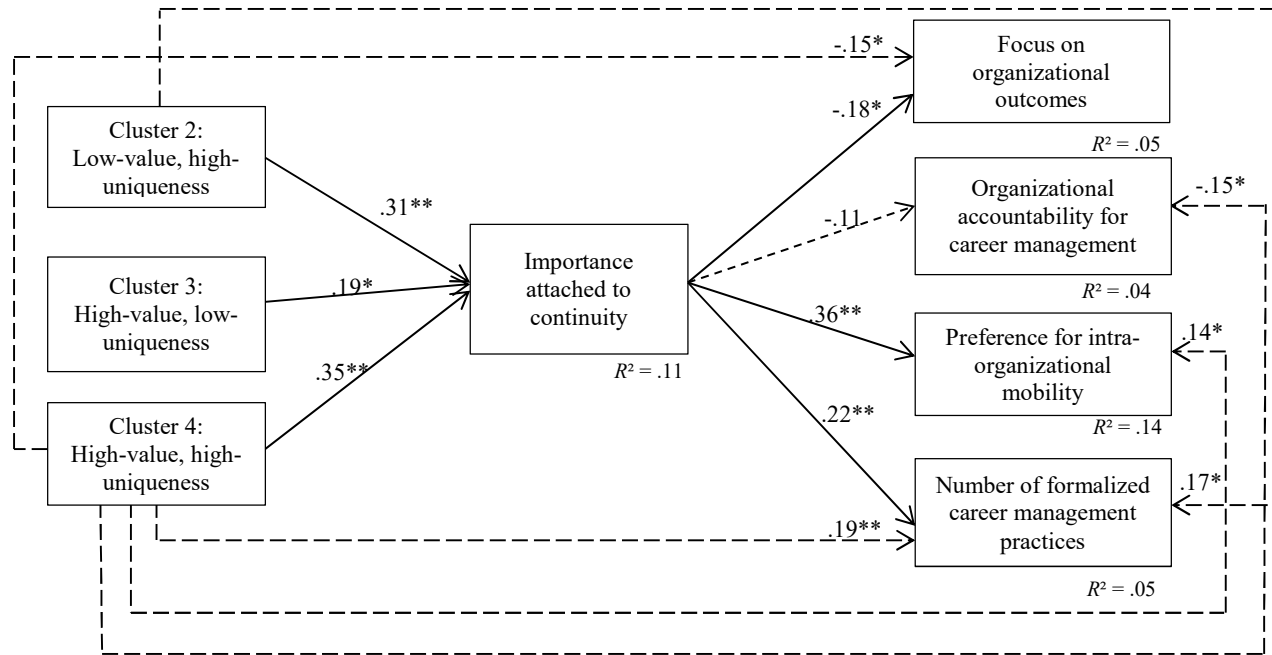 -.15*
Focus on
organizational
outcomes
-.18*
R² = .05
Cluster 2:
Low-value, high-
uniqueness
.31**
Organizational
accountability for
career management
-.15*
-.11
R² = .04
Cluster 3:
High-value, low-
uniqueness
.19*
Importance
attached to
continuity
R² = .11
.36**
Preference for intra-
organizational
mobility
.14*
R² = .14
.35**
Cluster 4:
High-value, high-
uniqueness
.22**
Number of formalized
career management
practices
.17*
.19**
R² = .05